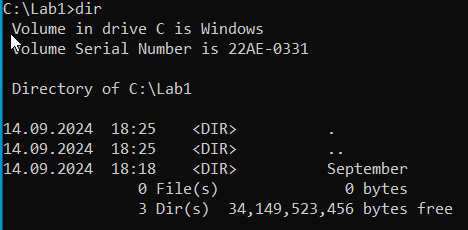 C:\Lab1>dir
Volume in drive C is Windows
Volume Serial Number is 22AE-0331
Directory of C:\Lab1
14.09.2024  18:25    <DIR>          .
14.09.2024  18:25    <DIR>          ..
14.09.2024  18:18    <DIR>          September
0 File(s)              0 bytes
3 Dir(s)  34,149,523,456 bytes free